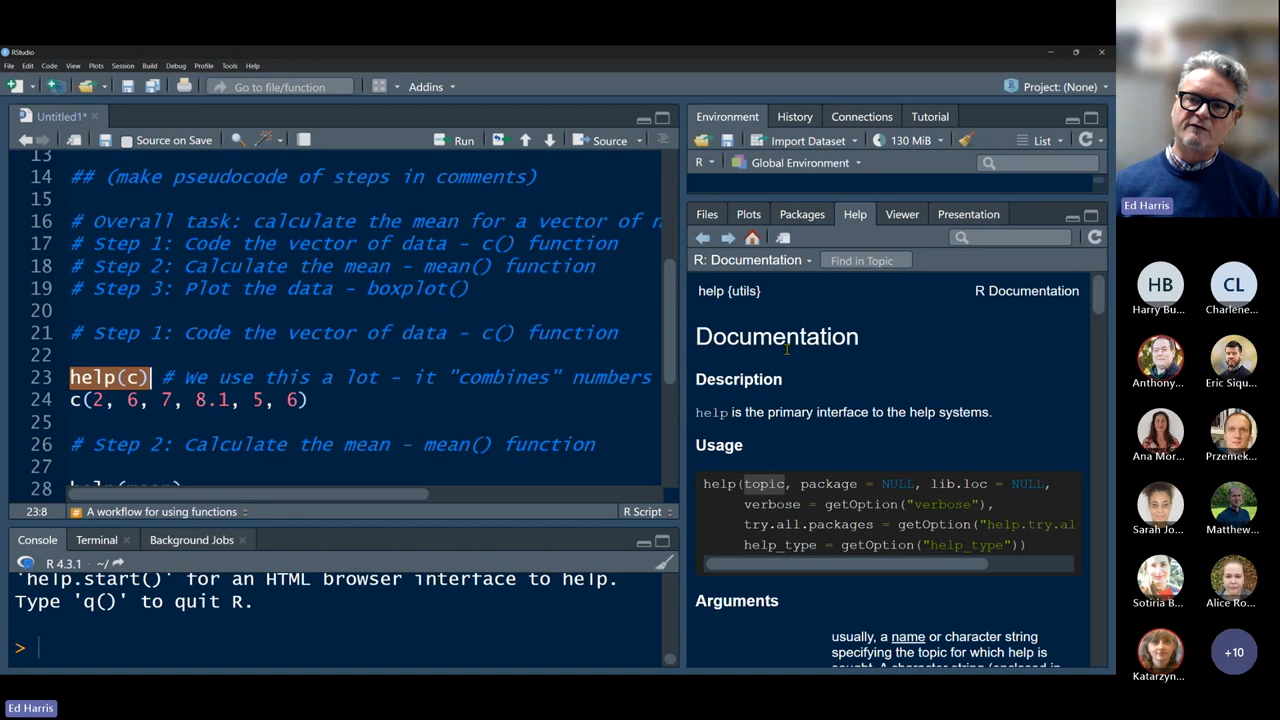 RStudio
File Edit Code View Plots Session Build Debug Profile Tools Help
Go to file/function Addins Project: (None)
Untitled1*
Source on Save Run Source
13
14 ## (make pseudocode of steps in comments)
15
16 # Overall task: calculate the mean for a vector of n
17 # Step 1: Code the vector of data - c() function
18 # Step 2: Calculate the mean - mean() function
19 # Step 3: Plot the data - boxplot()
20
21 # Step 1: Code the vector of data - c() function
22
23 help(c) # We use this a lot - it "combines" numbers
24 c(2, 6, 7, 8.1, 5, 6)
25
26 # Step 2: Calculate the mean - mean() function
27
28 help(mean)
23:8 A workflow for using functions R Script
Console Terminal Background Jobs
R 4.3.1 · ~/
'help.start()' for an HTML browser interface to help.
Type 'q()' to quit R.
>
Environment History Connections Tutorial
Import Dataset 130 MiB List
R Global Environment
Files Plots Packages Help Viewer Presentation
R: Documentation Find in Topic
help {utils} R Documentation
Documentation
Description
help is the primary interface to the help systems.
Usage
help(topic, package = NULL, lib.loc = NULL,
verbose = getOption("verbose"),
try.all.packages = getOption("help.try.al
help_type = getOption("help_type"))
Arguments
usually, a name or character string
specifying the topic for which help is
sought. A character string (enclosed in
Ed Harris
HB CL
Harry Bu... Charlene...
Anthony... Eric Siqu...
Ana Mor... Przemek...
Sarah Jo... Matthew...
Sotiria B... Alice Ro...
Katarzyn... +10
Ed Harris